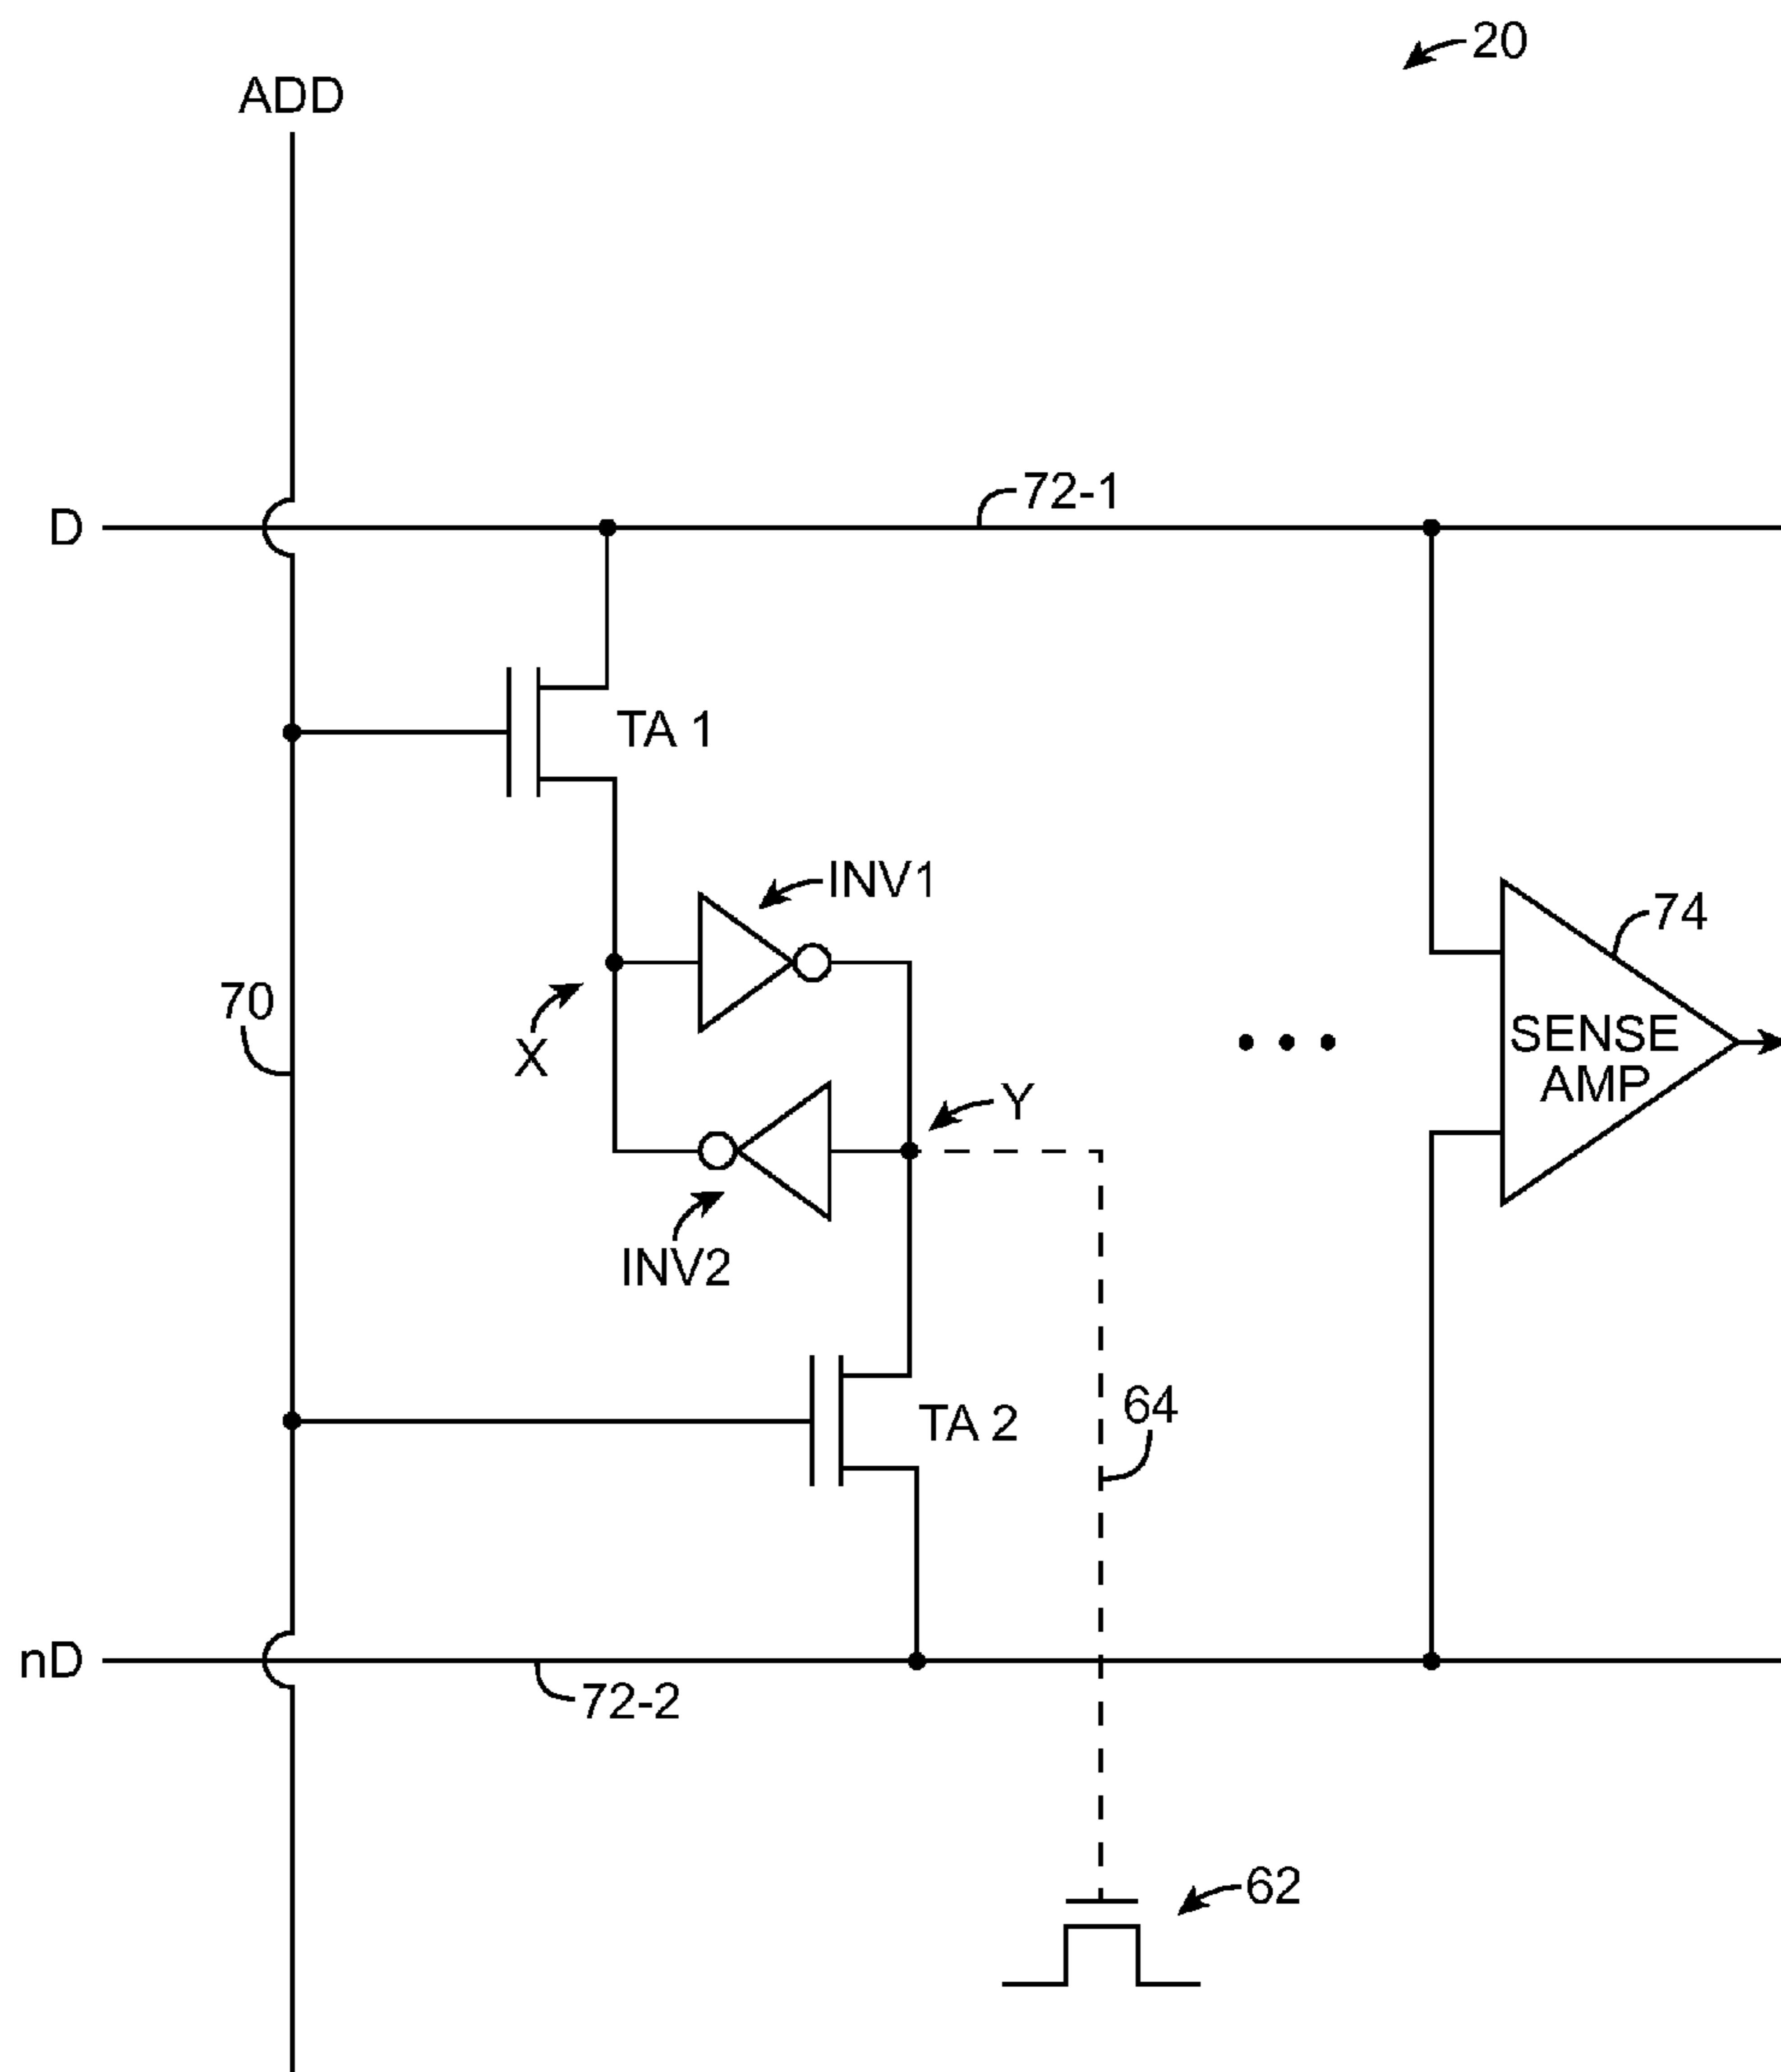 20
ADD
72-1
D
TA 1
INV1
74
70
SENSE
AMP
X
Y
INV2
64
TA 2
nD
72-2
62